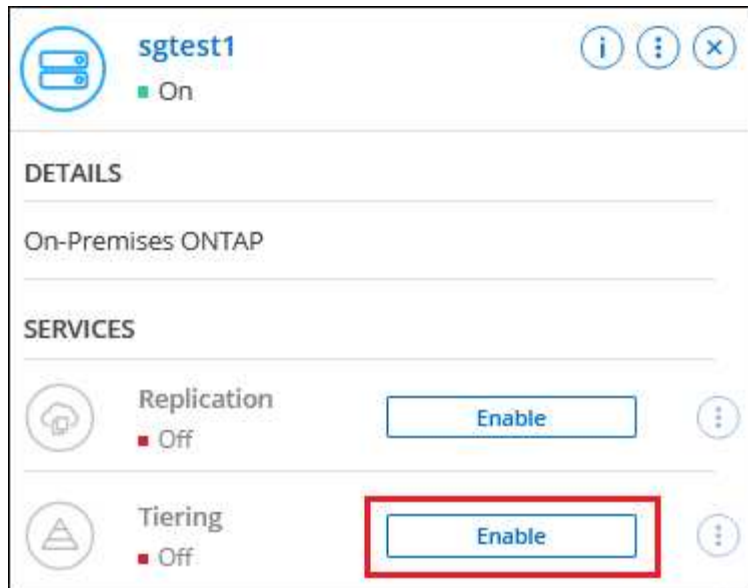 sgtest1
On
DETAILS
On-Premises ONTAP
SERVICES
Replication
Enable
Off
Tiering
Enable
Off